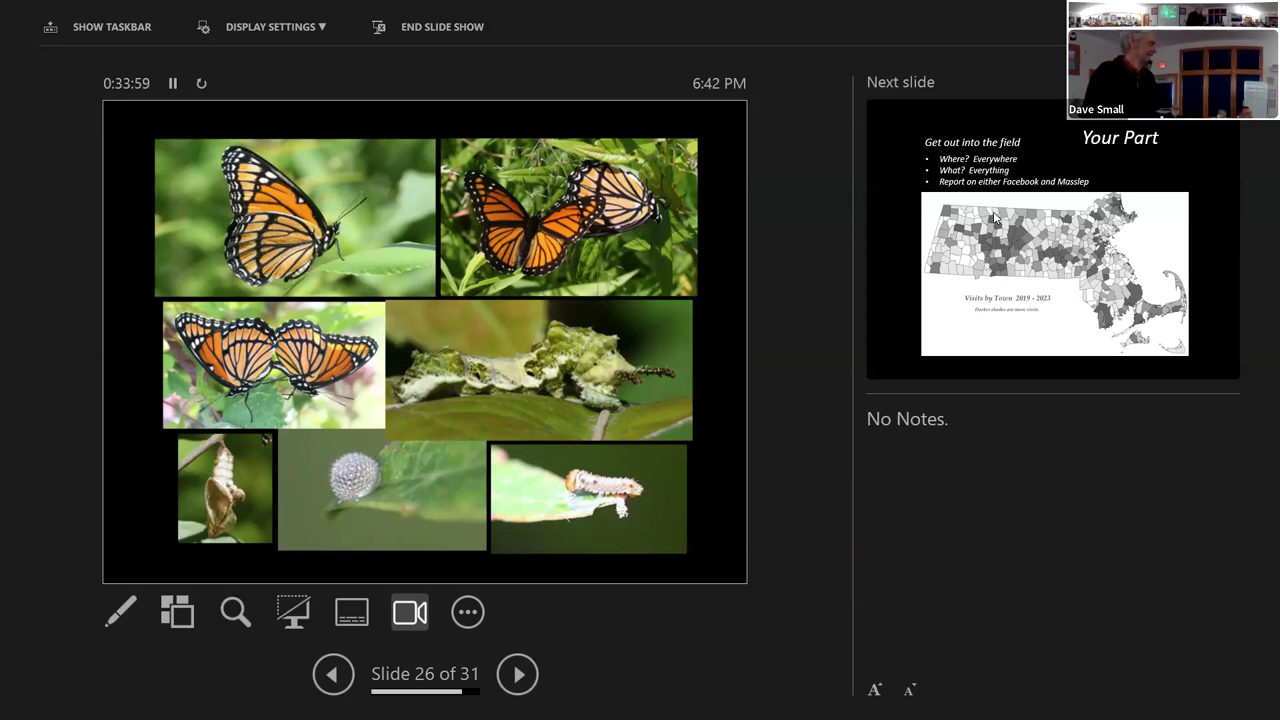 SHOW TASKBAR
DISPLAY SETTINGS ▼
END SLIDE SHOW
0:33:59
6:42 PM
Next slide
Dave Small
Your Part
Get out into the field
• Where? Everywhere
• What? Everything
• Report on either Facebook and Masslep
Visits by Town 2019 - 2023
Darker shades are more visits
No Notes.
Slide 26 of 31
A
A